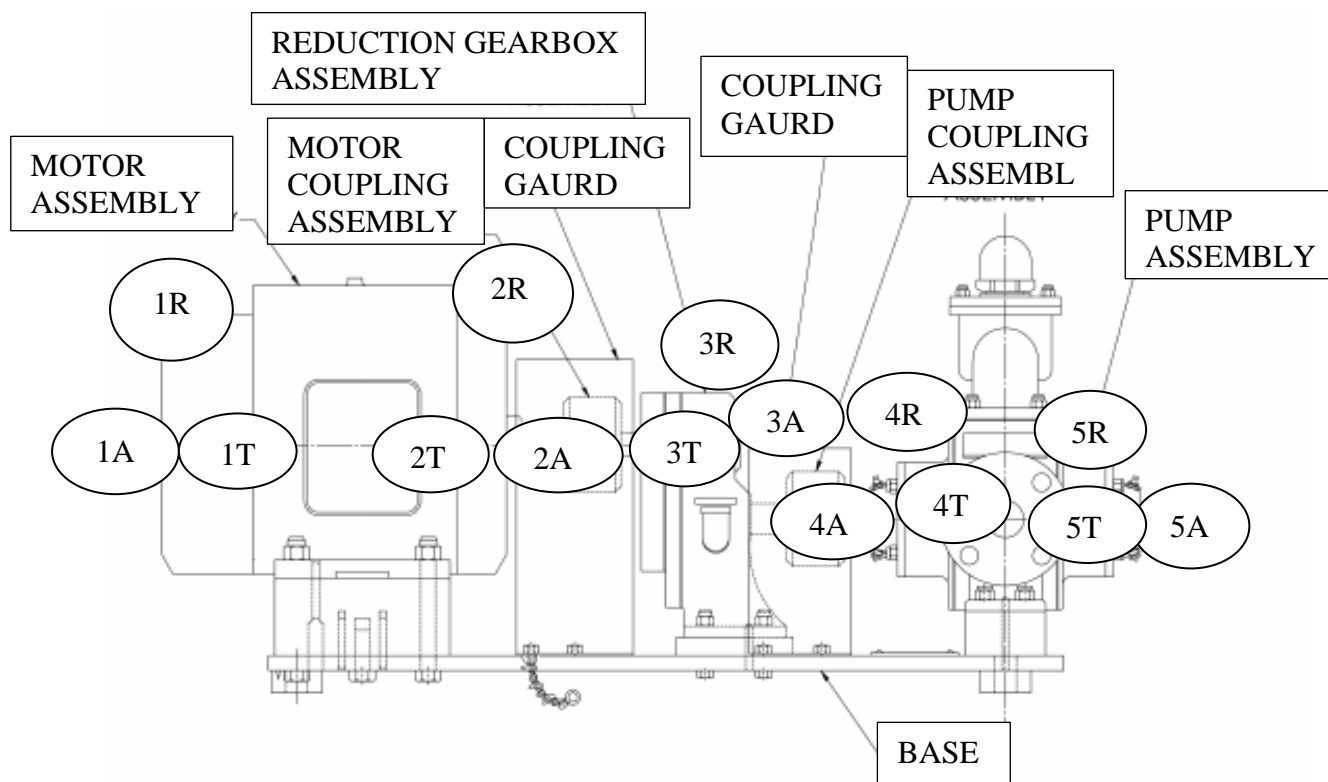 REDUCTION GEARBOX
ASSEMBLY
COUPLING
GAURD
PUMP
COUPLING
ASSEMBL
MOTOR
ASSEMBLY
MOTOR
COUPLING
ASSEMBLY
COUPLING
GAURD
PUMP
ASSEMBLY
1R
2R
3R
4R
5R
1A
1T
2T
2A
3T
3A
4A
4T
5T
5A
BASE